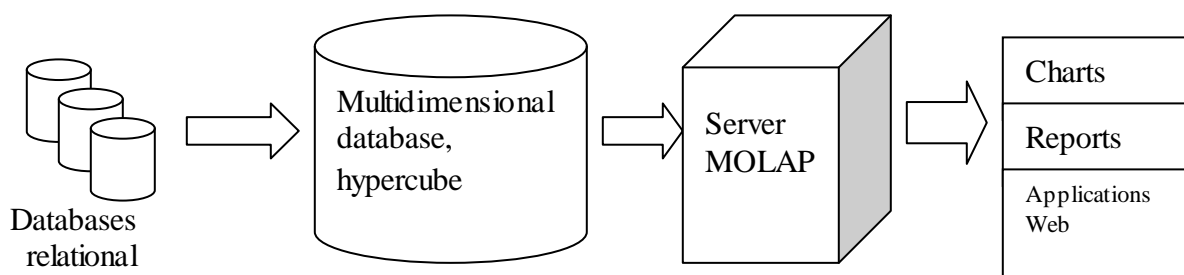 Databases
relational
Multidimensional
database,
hypercube
Server
MOLAP
Charts
Reports
Applications
Web